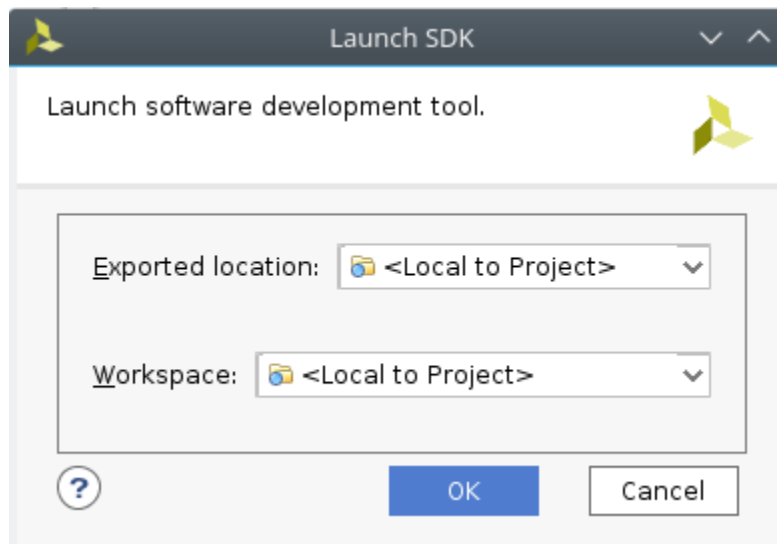 Launch SDK
Launch software development tool.
Exported location: <Local to Project>
Workspace: <Local to Project>
?
OK Cancel